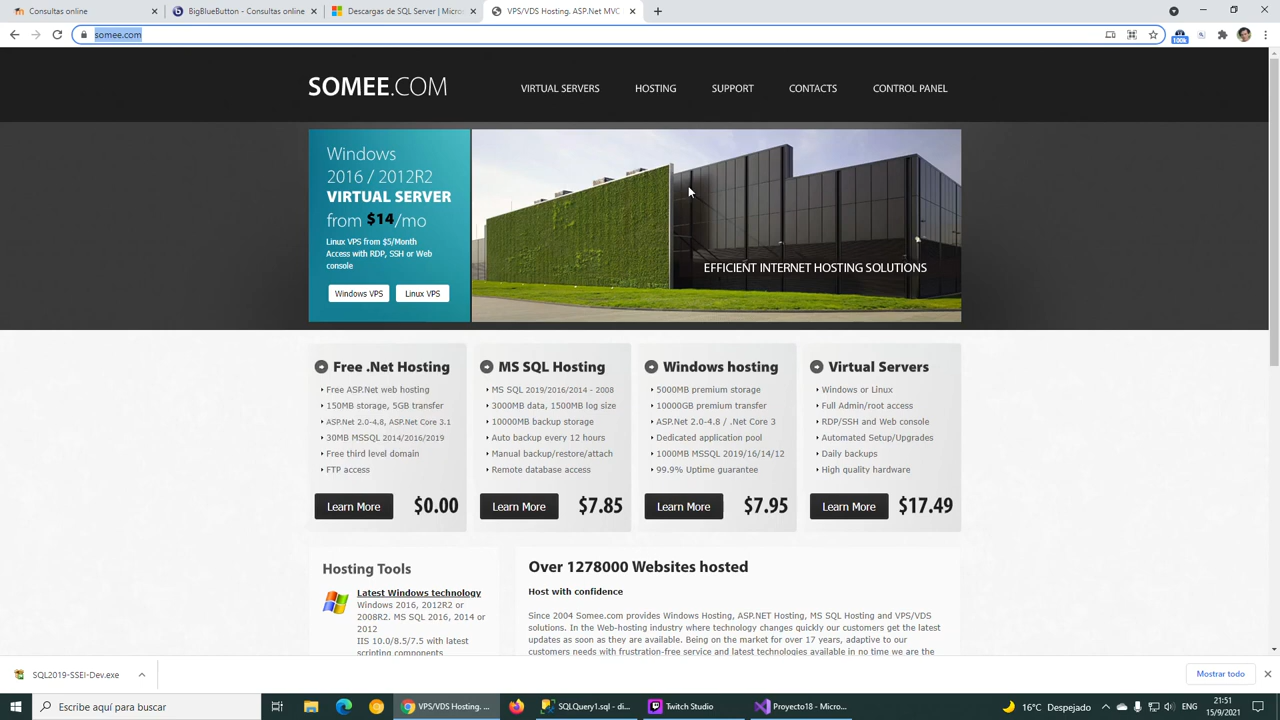 Consultas online
BigBlueButton - Consultas online
Descargas de SQL Server | Micros
VPS/VDS Hosting. ASP.Net MVC
somee.com
100k
SOMEE.COM
VIRTUAL SERVERS
HOSTING
SUPPORT
CONTACTS
CONTROL PANEL
Windows
2016 / 2012R2
VIRTUAL SERVER
from $14/mo
Linux VPS from $5/Month
Access with RDP, SSH or Web
console
Windows VPS
Linux VPS
EFFICIENT INTERNET HOSTING SOLUTIONS
Free .Net Hosting
Free ASP.Net web hosting
150MB storage, 5GB transfer
ASP.Net 2.0-4.8, ASP.Net Core 3.1
30MB MSSQL 2014/2016/2019
Free third level domain
FTP access
Learn More
$0.00
MS SQL Hosting
MS SQL 2019/2016/2014 - 2008
3000MB data, 1500MB log size
10000MB backup storage
Auto backup every 12 hours
Manual backup/restore/attach
Remote database access
Learn More
$7.85
Windows hosting
5000MB premium storage
10000GB premium transfer
ASP.Net 2.0-4.8 / .Net Core 3
Dedicated application pool
1000MB MSSQL 2019/16/14/12
99.9% Uptime guarantee
Learn More
$7.95
Virtual Servers
Windows or Linux
Full Admin/root access
RDP/SSH and Web console
Automated Setup/Upgrades
Daily backups
High quality hardware
Learn More
$17.49
Hosting Tools
Latest Windows technology
Windows 2016, 2012R2 or
2008R2. MS SQL 2016, 2014 or
2012
IIS 10.0/8.5/7.5 with latest
scripting components
Over 1278000 Websites hosted
Host with confidence
Since 2004 Somee.com provides Windows Hosting, ASP.NET Hosting, MS SQL Hosting and VPS/VDS
solutions. In the Web-hosting industry where technology changes quickly our customers get the latest
updates as soon as they are available. Being on the market for over 17 years, adaptive to our
customers needs with frustration-free service and latest technologies available in no time we are the
SQL2019-SSEI-Dev.exe
Mostrar todo
Escribe aquí para buscar
VPS/VDS Hosting. ...
SQLQuery1.sql - di...
Twitch Studio
Proyecto18 - Micro...
16°C Despejado
ESP
21:51
15/9/2021